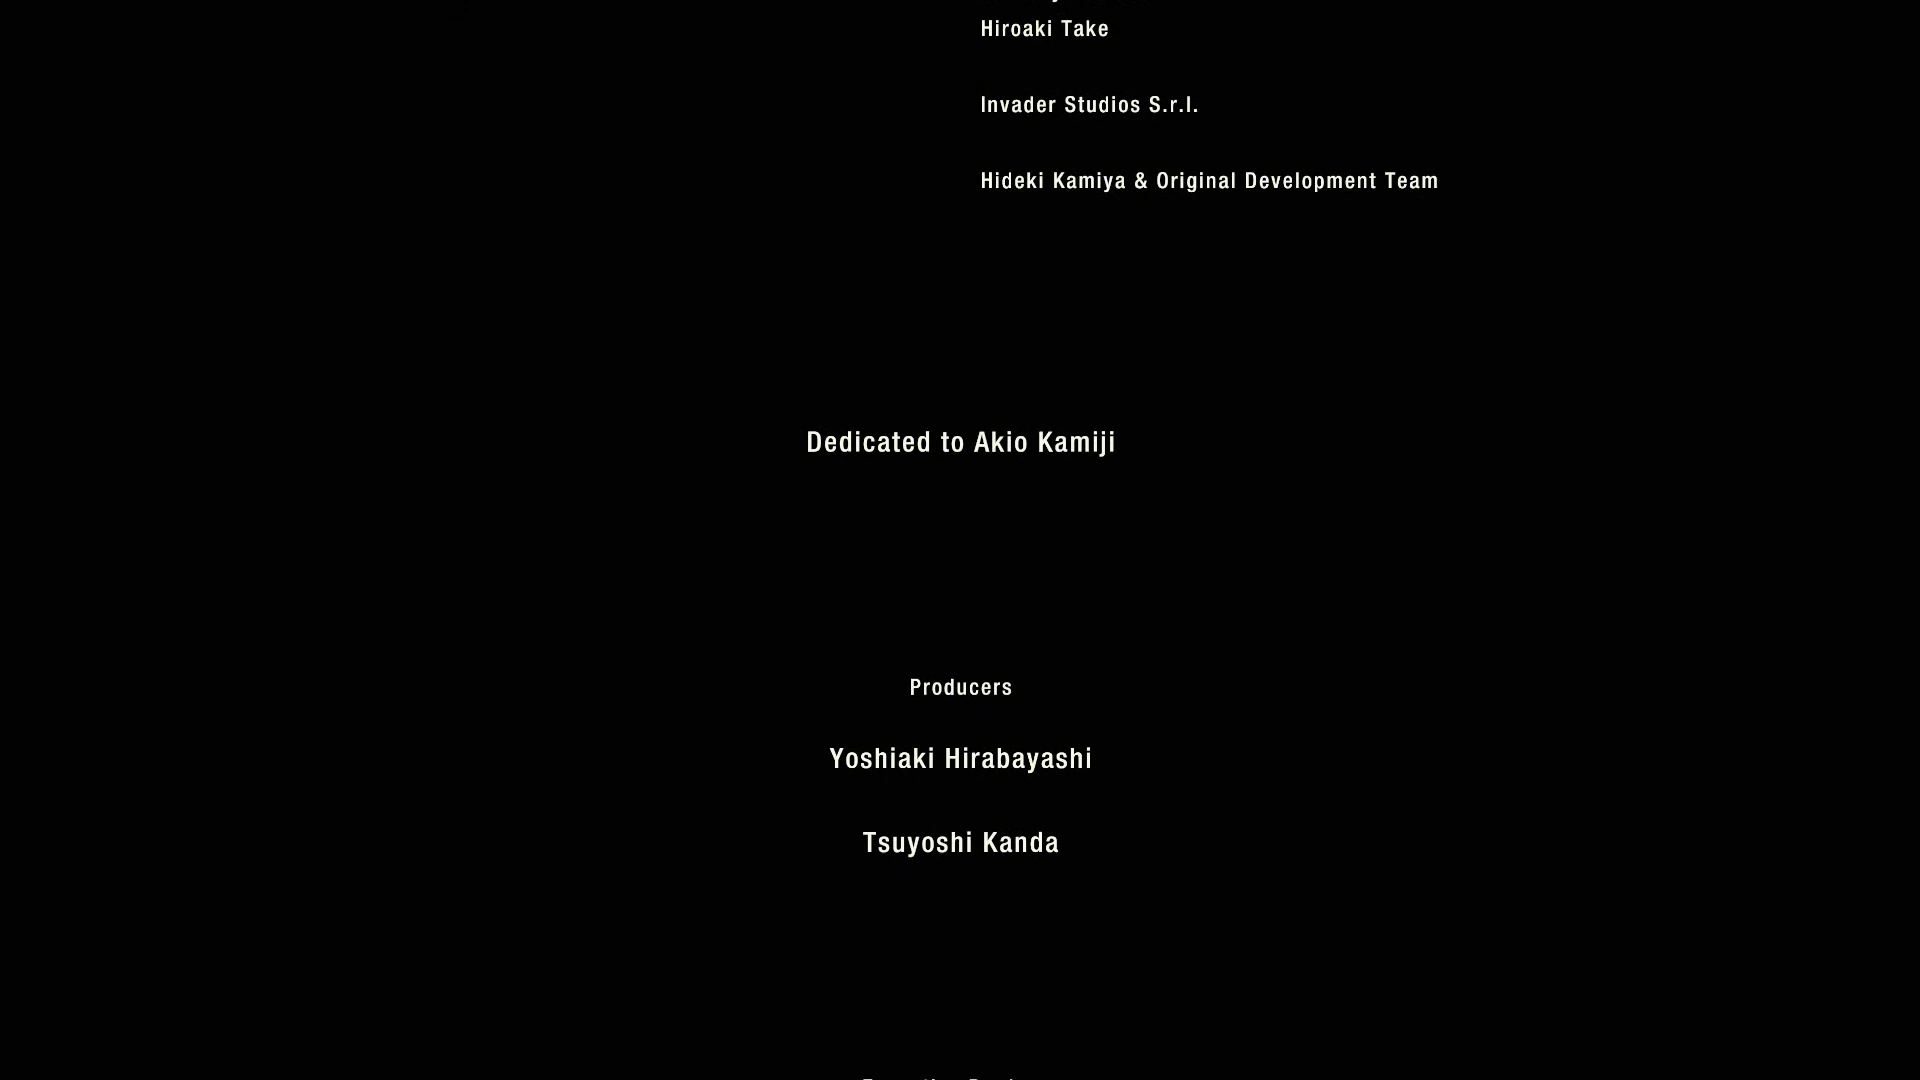 Hiroaki Take
Invader Studios S.r.l.
Hideki Kamiya & Original Development Team
Dedicated to Akio Kamiji
Producers
Yoshiaki Hirabayashi
Tsuyoshi Kanda